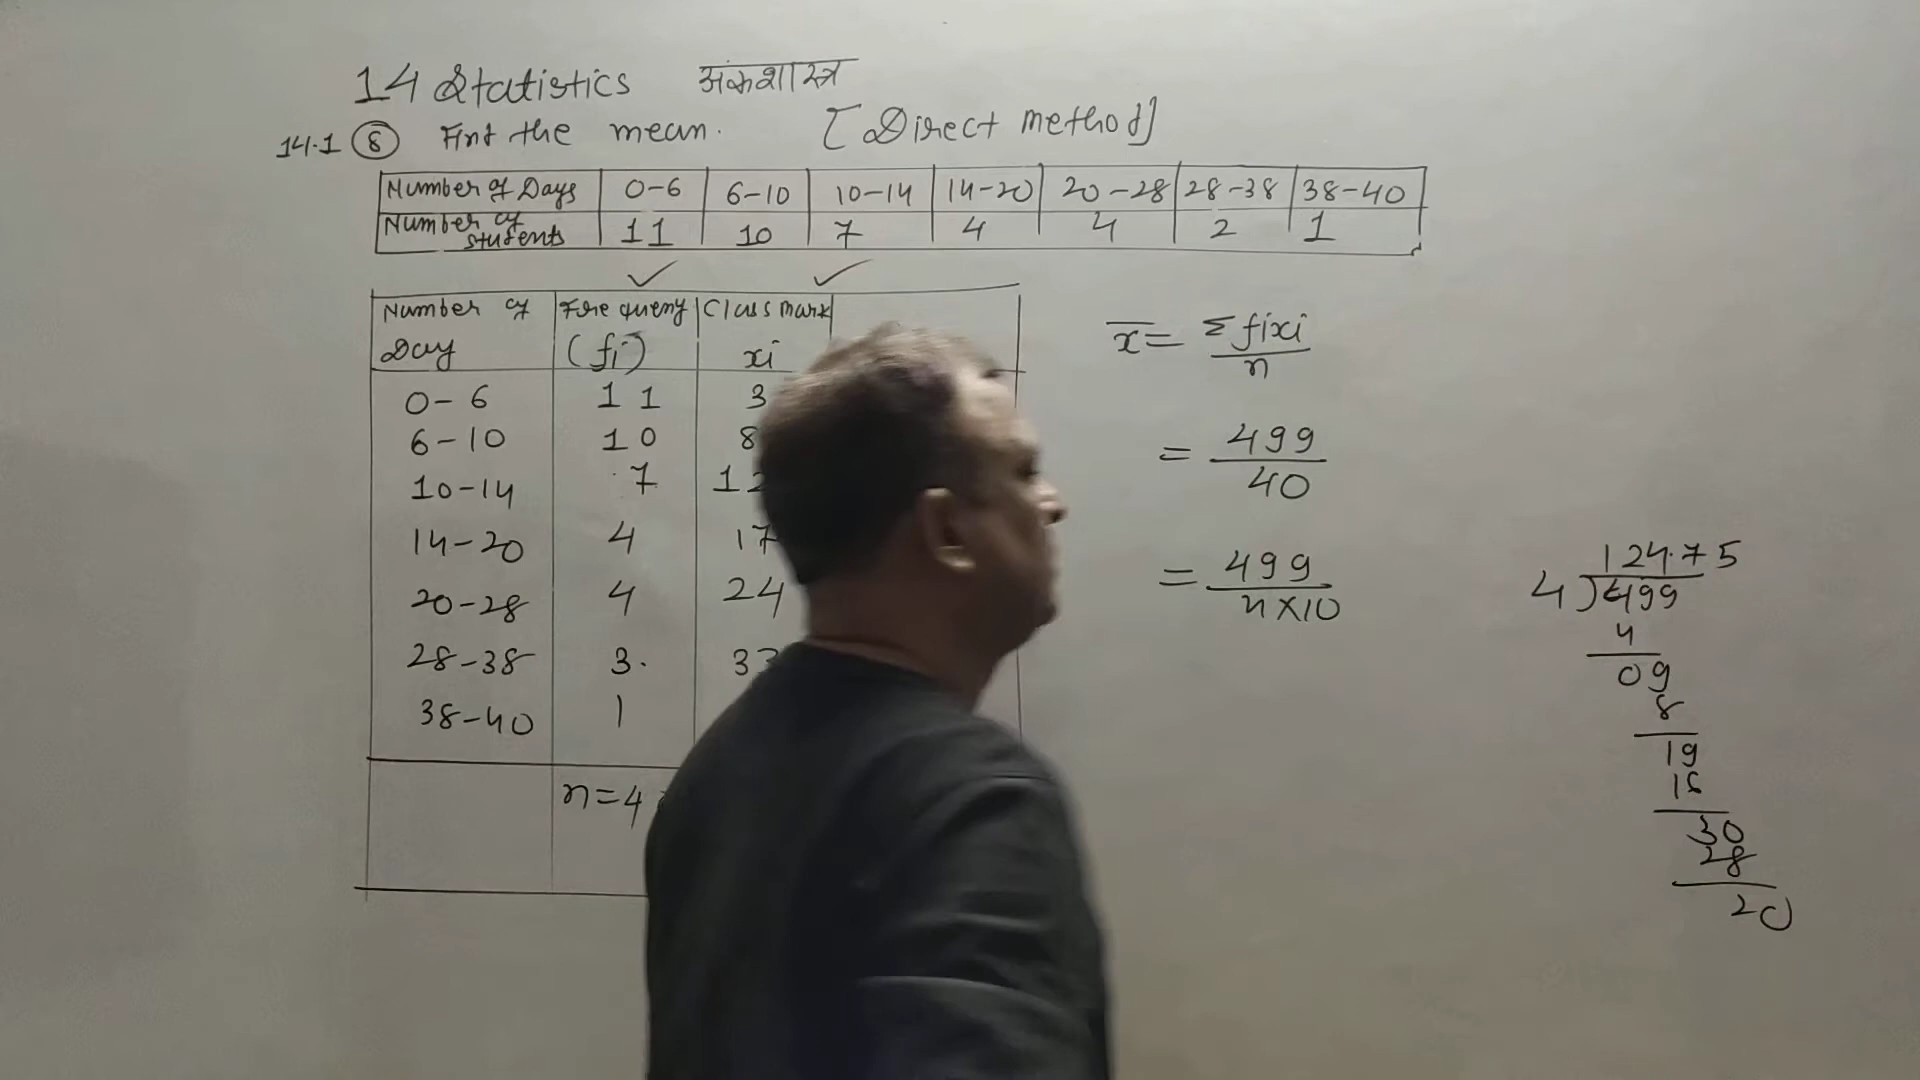 14 Statistics अंकशास्त्र
14.1 (8) Find the mean. [Direct method]
Number of Days 0-6 6-10 10-14 14-20 20-28 28-38 38-40
Number of students 11 10 7 4 4 2 1
Number of Day Frequency (fi) Class mark xi
0-6 11 3
6-10 10 8
10-14 7
14-20 4 17
20-28 4 24
28-38 3. 33
38-40 1
n=4
x̄ = Σfixi / n
= 499 / 40
= 499 / 4×10
124.75
4)499
4
09
8
19
16
30
28
20